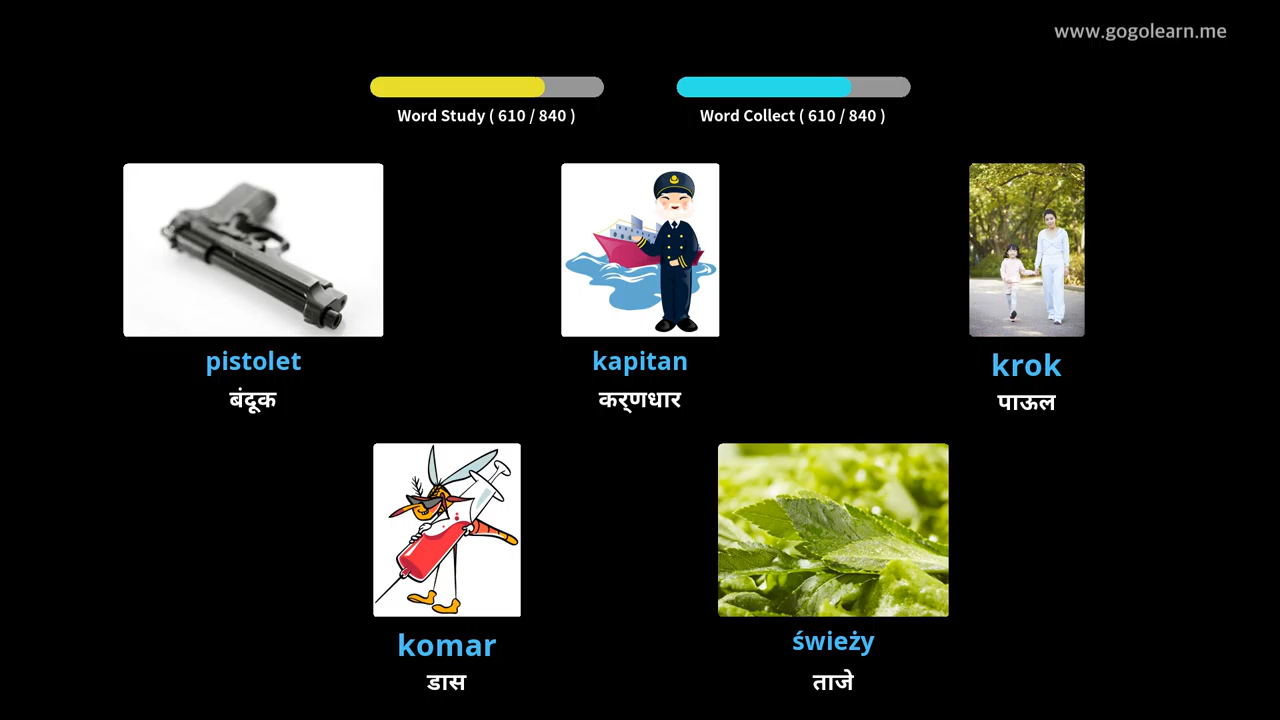 www.gogolearn.me
Word Study ( 610 / 840 )
Word Collect ( 610 / 840 )
pistolet
बंदूक
kapitan
कर्‌णधार
krok
पाऊल
komar
डास
świeży
ताजे